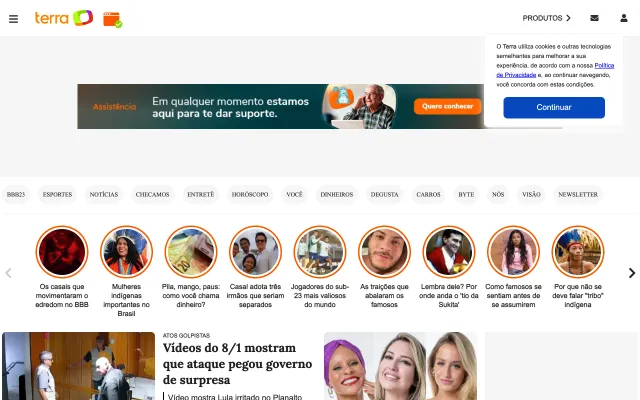 terra
PRODUTOS
O Terra utiliza cookies e outras tecnologias
semelhantes para melhorar a sua
experiência, de acordo com a nossa Política
de Privacidade e, ao continuar navegando,
você concorda com estas condições.
Continuar
Assistência
Em qualquer momento estamos
aqui para te dar suporte.
Quero conhecer
BBB23
ESPORTES
NOTÍCIAS
CHECAMOS
ENTRETÊ
HORÓSCOPO
VOCÊ
DINHEIROS
DEGUSTA
CARROS
BYTE
NÓS
VISÃO
NEWSLETTER
Os casais que
movimentaram o
edredom no BBB
Mulheres
indígenas
importantes no
Brasil
Pila, mango, paus:
como você chama
dinheiro?
Casal adota três
irmãos que seriam
separados
Jogadores do sub-
23 mais valiosos
do mundo
As traições que
abalaram os
famosos
Lembra dele? Por
onde anda o 'tio da
Sukita'
Como famosos se
sentiam antes de
se assumirem
Por que não se
deve falar "tribo"
indígena
ATOS GOLPISTAS
Vídeos do 8/1 mostram
que ataque pegou governo
de surpresa
Vídeo mostra Lula irritado no Planalto